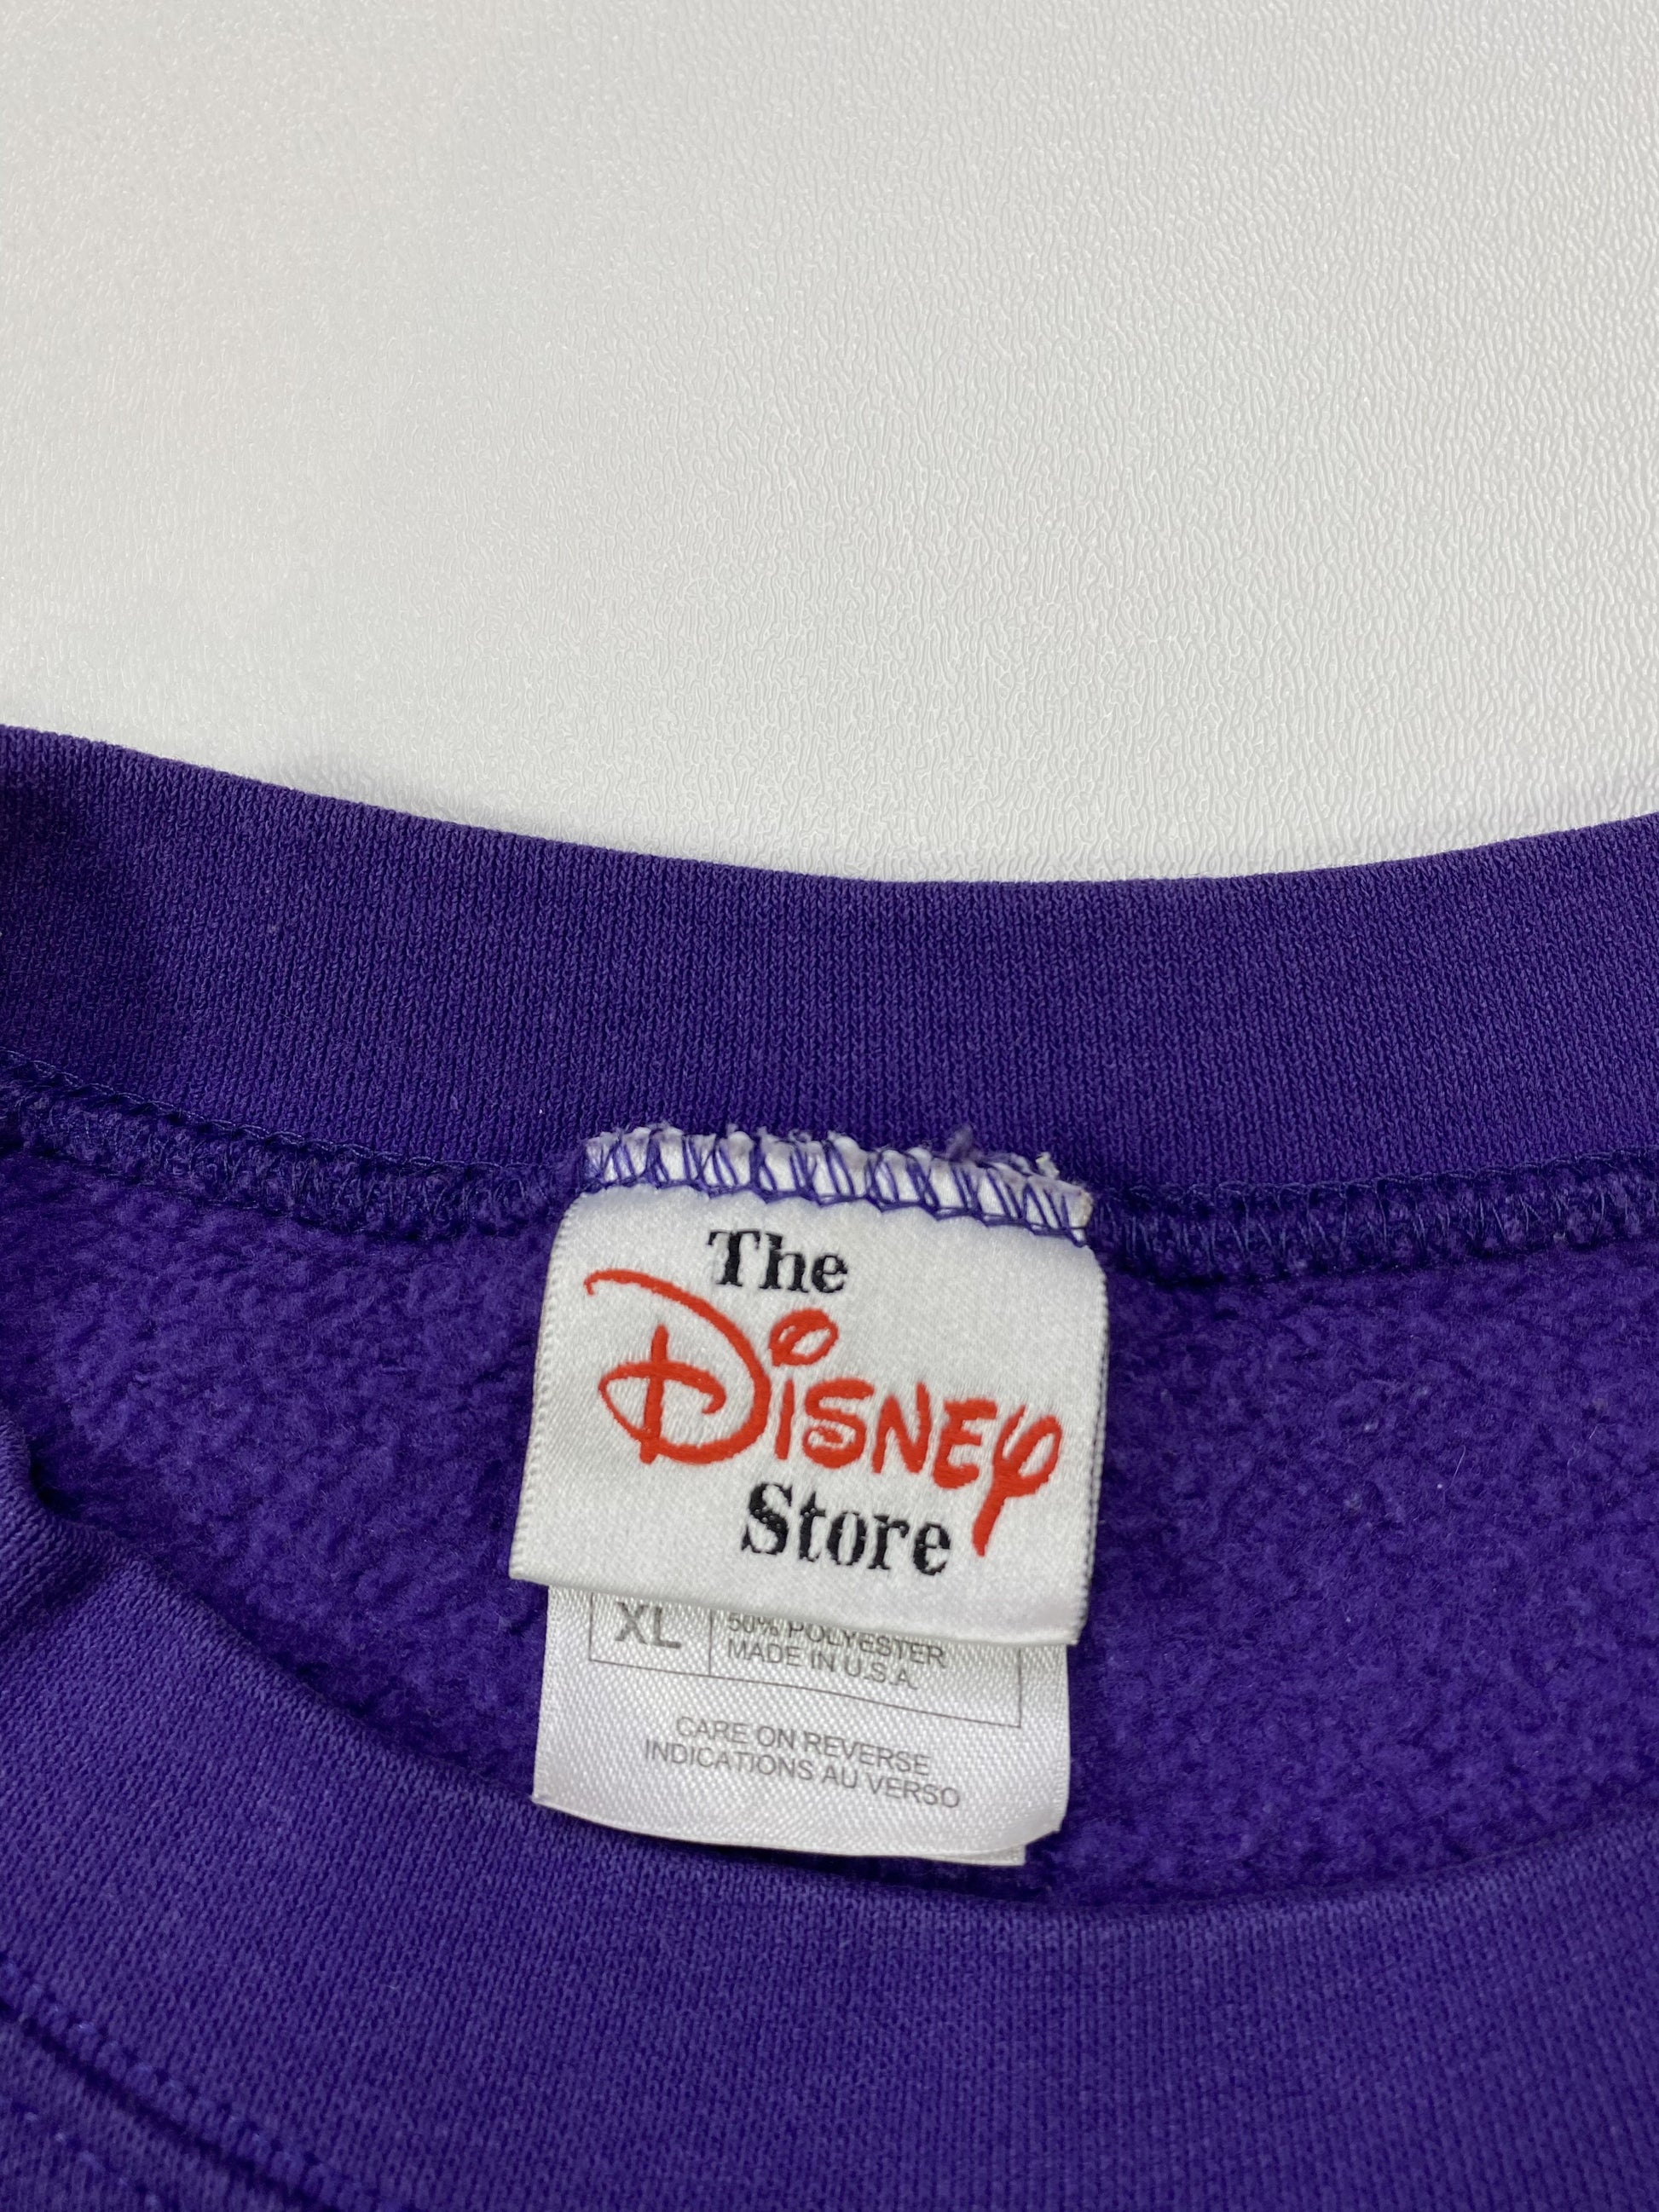 The
Disney
Store
XL
50% POLYESTER
MADE IN U.S.A.
CARE ON REVERSE
INDICATIONS AU VERSO